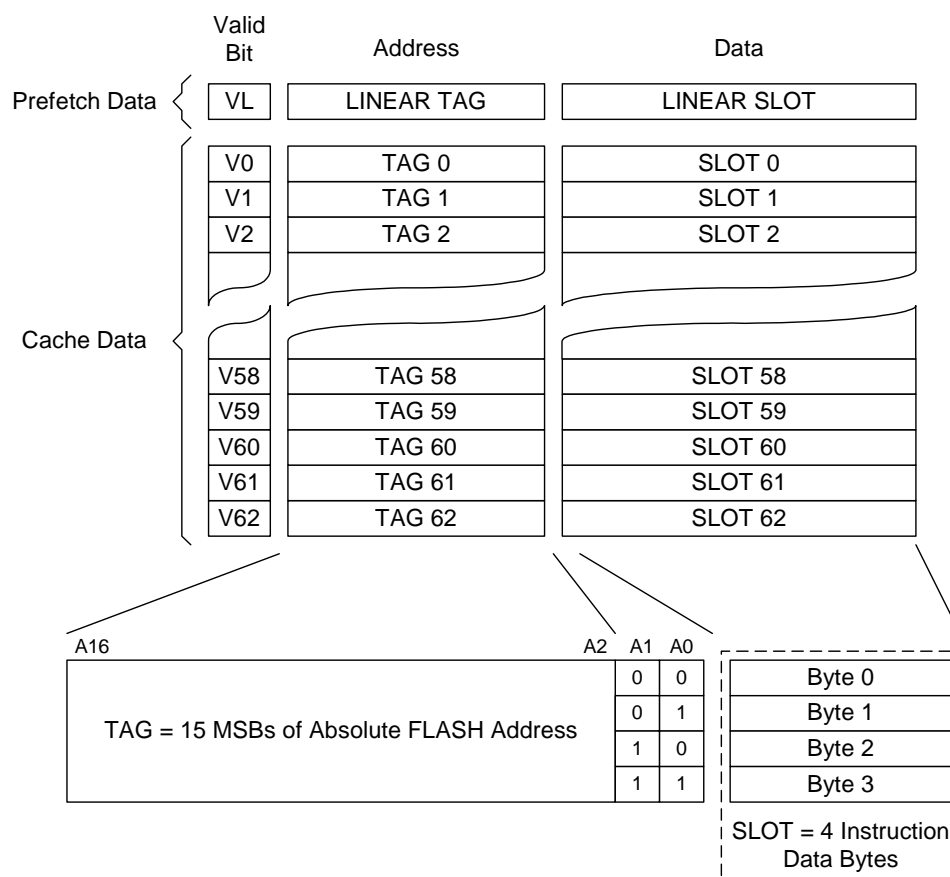 Valid
Bit
Address
Data
Prefetch Data
VL
LINEAR TAG
LINEAR SLOT
Cache Data
V0
TAG 0
SLOT 0
V1
TAG 1
SLOT 1
V2
TAG 2
SLOT 2
V58
TAG 58
SLOT 58
V59
TAG 59
SLOT 59
V60
TAG 60
SLOT 60
V61
TAG 61
SLOT 61
V62
TAG 62
SLOT 62
A16
A2
A1
A0
TAG = 15 MSBs of Absolute FLASH Address
0 0
Byte 0
0 1
Byte 1
1 0
Byte 2
1 1
Byte 3
SLOT = 4 Instruction
Data Bytes